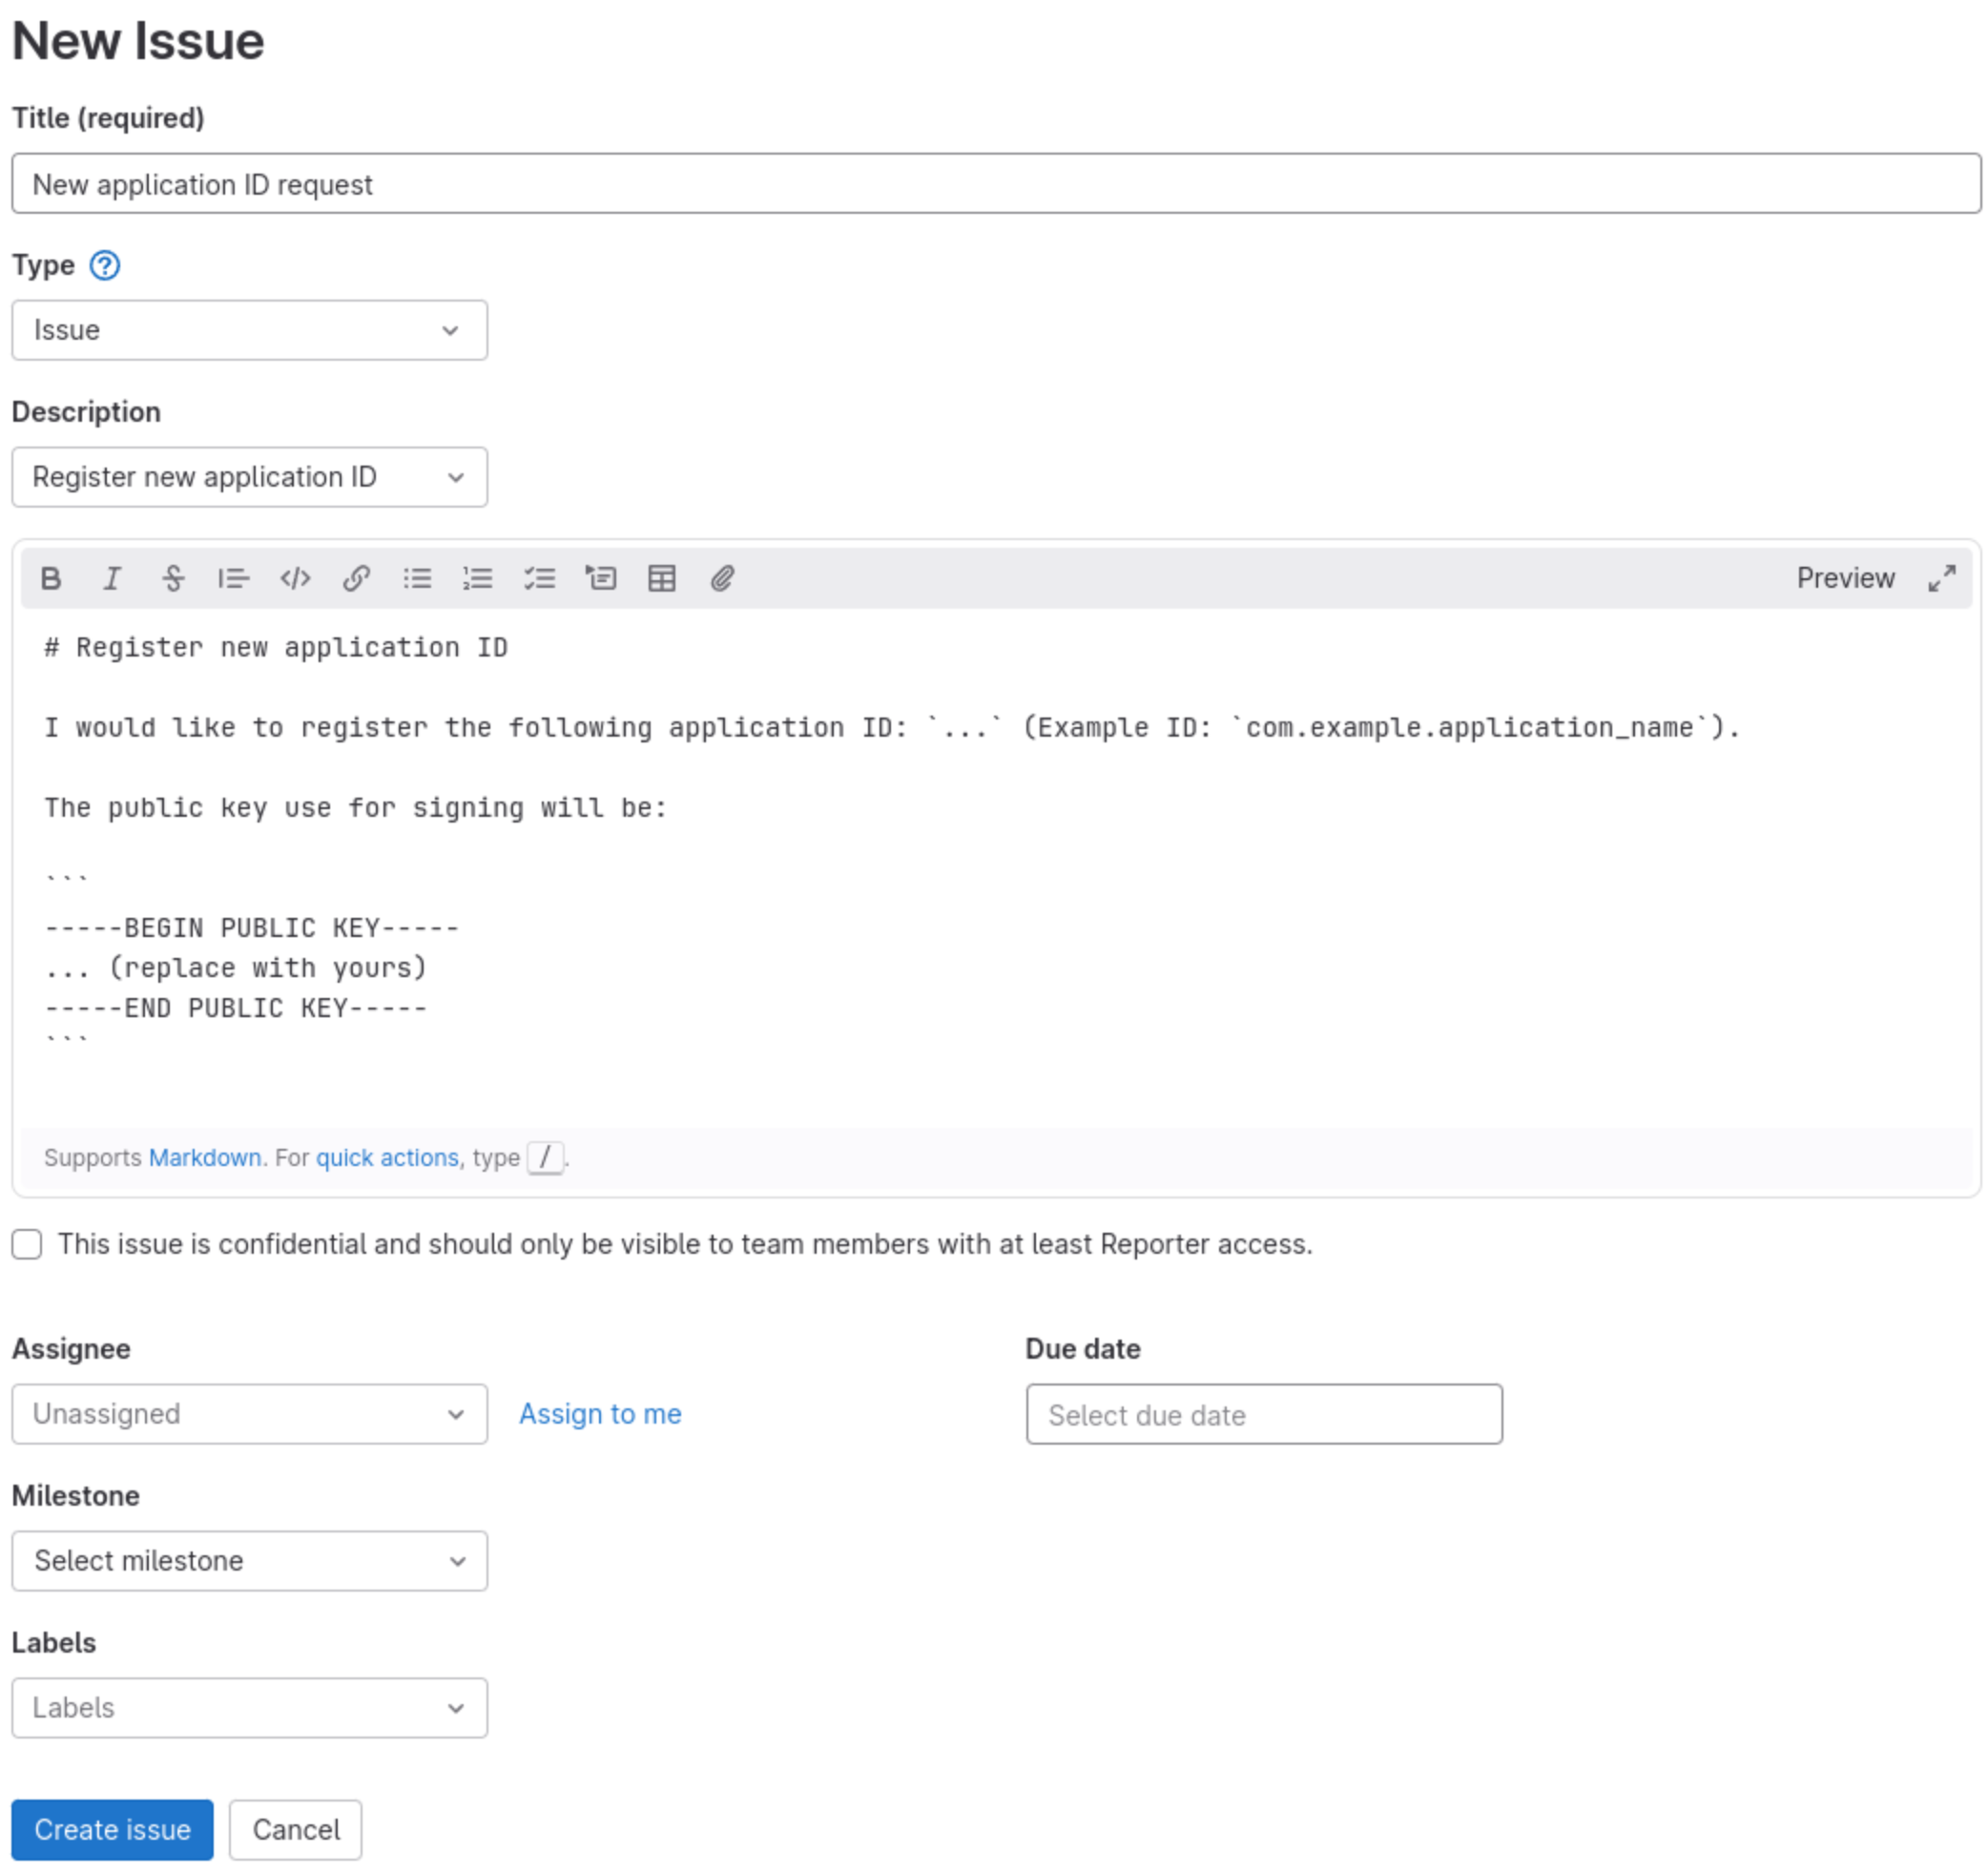 New Issue
Title (required)
New application ID request
Type
Issue
Description
Register new application ID
Preview
# Register new application ID
I would like to register the following application ID: `...` (Example ID: `com.example.application_name`).
The public key use for signing will be:
```
-----BEGIN PUBLIC KEY-----
... (replace with yours)
-----END PUBLIC KEY-----
```
Supports Markdown. For quick actions, type /.
This issue is confidential and should only be visible to team members with at least Reporter access.
Assignee
Unassigned
Assign to me
Due date
Select due date
Milestone
Select milestone
Labels
Labels
Create issue
Cancel